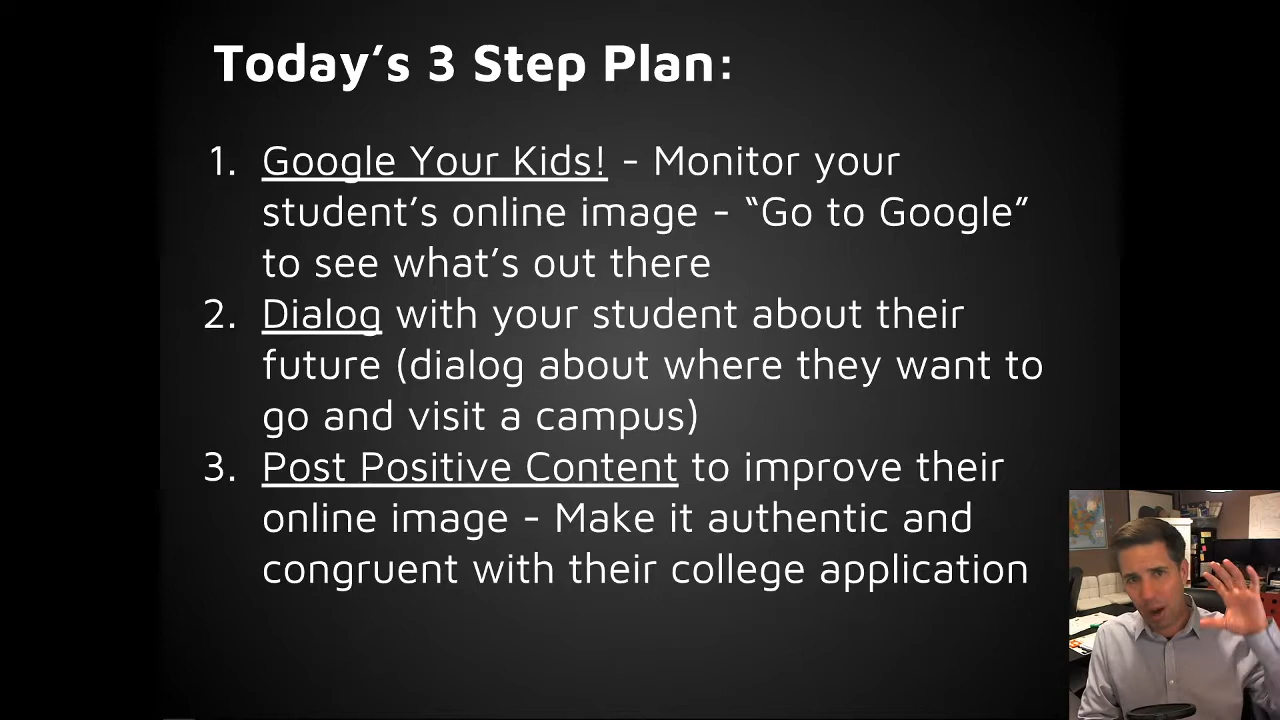 Today’s 3 Step Plan:
1. Google Your Kids! - Monitor your
student’s online image - “Go to Google”
to see what’s out there
2. Dialog with your student about their
future (dialog about where they want to
go and visit a campus)
3. Post Positive Content to improve their
online image - Make it authentic and
congruent with their college application